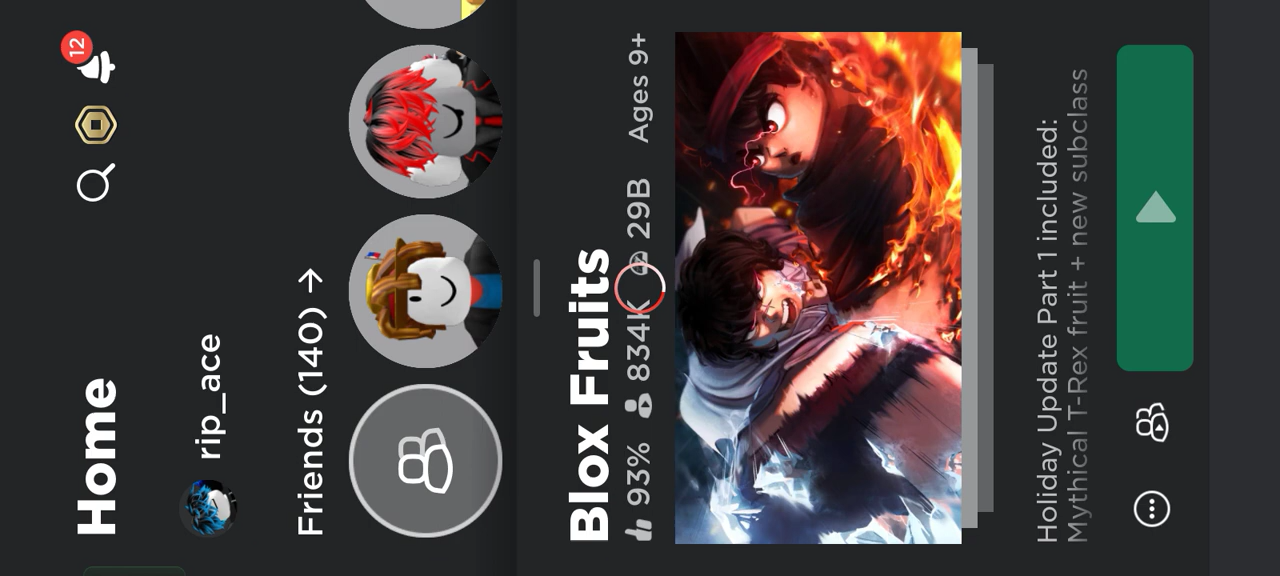 Home
12
rip_ace
Friends (140) →
Blox Fruits
93% 834K 29B Ages 9+
Holiday Update Part 1 included:
Mythical T-Rex fruit + new subclass